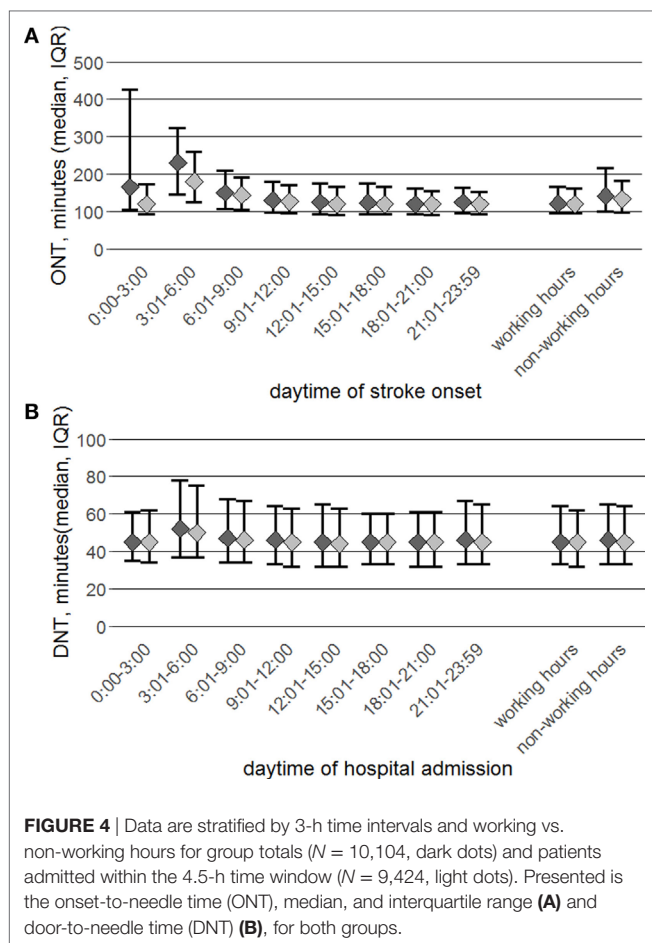 A
ONT, minutes (median, IQR)
500
400
300
200
100
0
0:00-3:00
3:01-6:00
6:01-9:00
9:01-12:00
12:01-15:00
15:01-18:00
18:01-21:00
21:01-23:59
working hours
non-working hours
daytime of stroke onset
B
DNT, minutes(median, IQR)
100
80
60
40
20
0
0:00-3:00
3:01-6:00
6:01-9:00
9:01-12:00
12:01-15:00
15:01-18:00
18:01-21:00
21:01-23:59
working hours
non-working hours
daytime of hospital admission
FIGURE 4 | Data are stratified by 3-h time intervals and working vs.
non-working hours for group totals (N = 10,104, dark dots) and patients
admitted within the 4.5-h time window (N = 9,424, light dots). Presented is
the onset-to-needle time (ONT), median, and interquartile range (A) and
door-to-needle time (DNT) (B), for both groups.